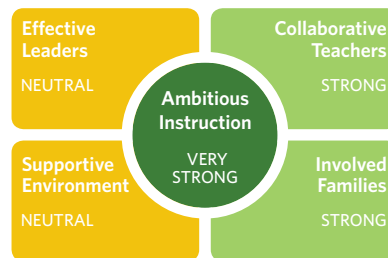 Effective
Leaders
NEUTRAL
Collaborative
Teachers
STRONG
Ambitious
Instruction
VERY
STRONG
Supportive
Environment
NEUTRAL
Involved
Families
STRONG